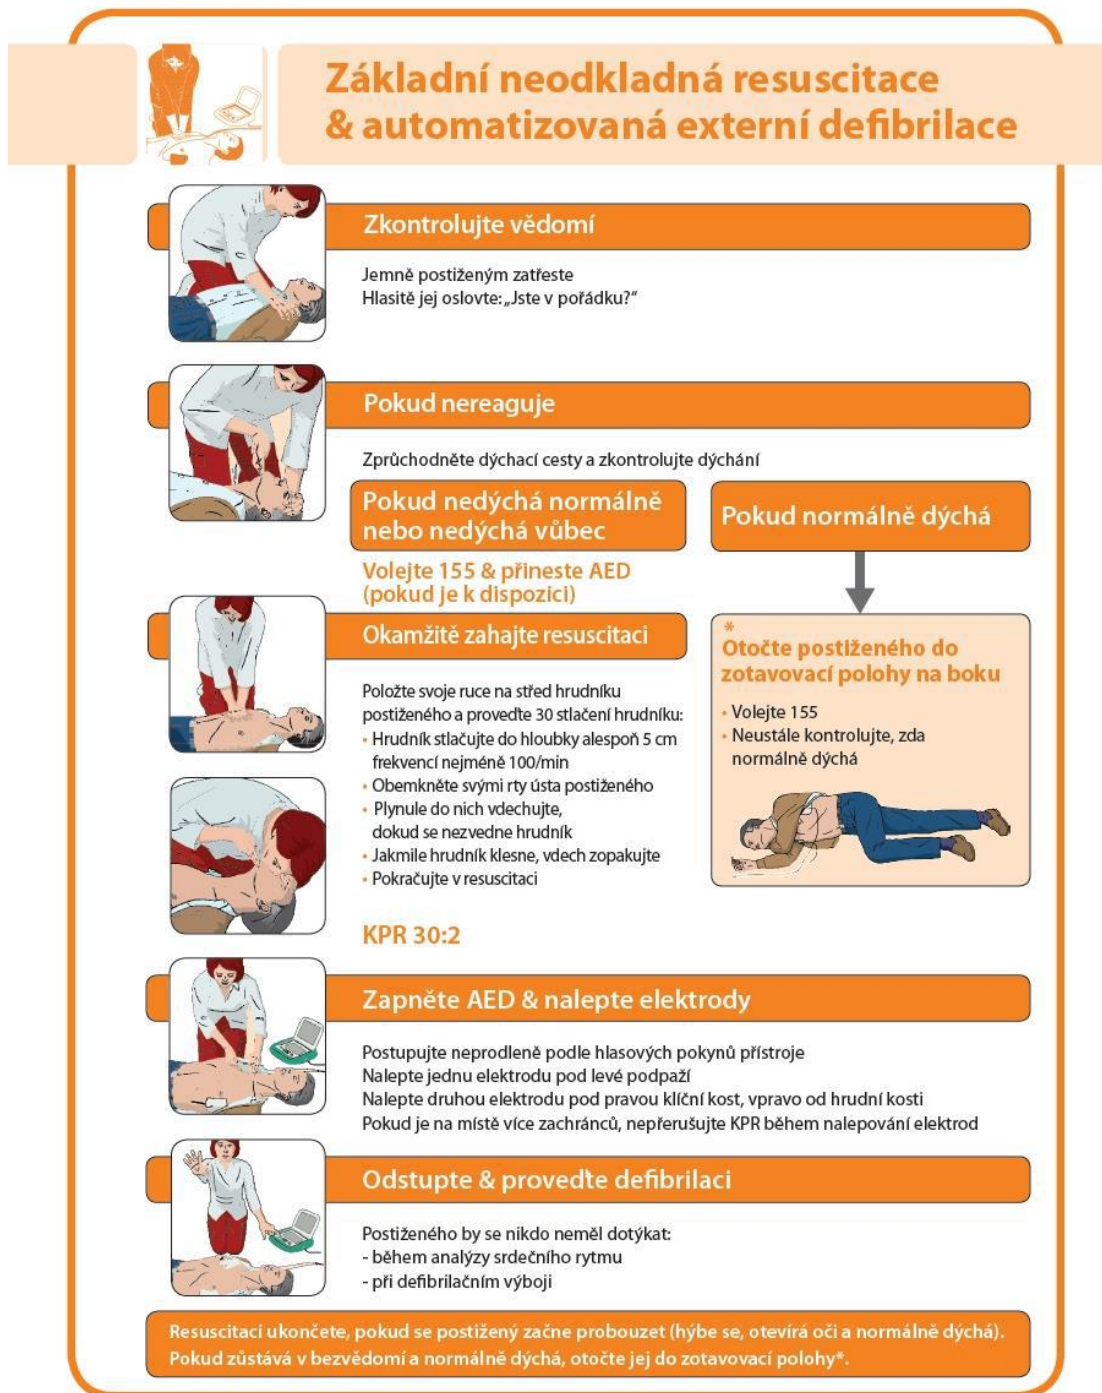 Základní neodkladná resuscitace
& automatizovaná externí defibrilace
Zkontrolujte vědomí
Jemně postiženým zatřeste
Hlasitě jej oslovte: „Jste v pořádku?“
Pokud nereaguje
Zprůchodněte dýchací cesty a zkontrolujte dýchání
Pokud nedýchá normálně
nebo nedýchá vůbec
Volejte 155 & přineste AED
(pokud je k dispozici)
Okamžitě zahajte resuscitaci
Položte svoje ruce na střed hrudníku
postiženého a proveďte 30 stlačení hrudníku:
• Hrudník stlačujte do hloubky alespoň 5 cm
frekvencí nejméně 100/min
• Obemkněte svými rty ústa postiženého
• Plynule do nich vdechujte,
dokud se nezvedne hrudník
• Jakmile hrudník klesne, vdech zopakujte
• Pokračujte v resuscitaci
KPR 30:2
Pokud normálně dýchá
*
Otočte postiženého do
zotavovací polohy na boku
• Volejte 155
• Neustále kontrolujte, zda
normálně dýchá
Zapněte AED & nalepte elektrody
Postupujte neprodleně podle hlasových pokynů přístroje
Nalepte jednu elektrodu pod levé podpaží
Nalepte druhou elektrodu pod pravou klíční kost, vpravo od hrudní kosti
Pokud je na místě více zachránců, nepřerušujte KPR během nalepování elektrod
Odstupte & proveďte defibrilaci
Postiženého by se nikdo neměl dotýkat:
- během analýzy srdečního rytmu
- při defibrilačním výboji
Resuscitaci ukončete, pokud se postižený začne probouzet (hýbe se, otevírá oči a normálně dýchá).
Pokud zůstává v bezvědomí a normálně dýchá, otočte jej do zotavovací polohy*.